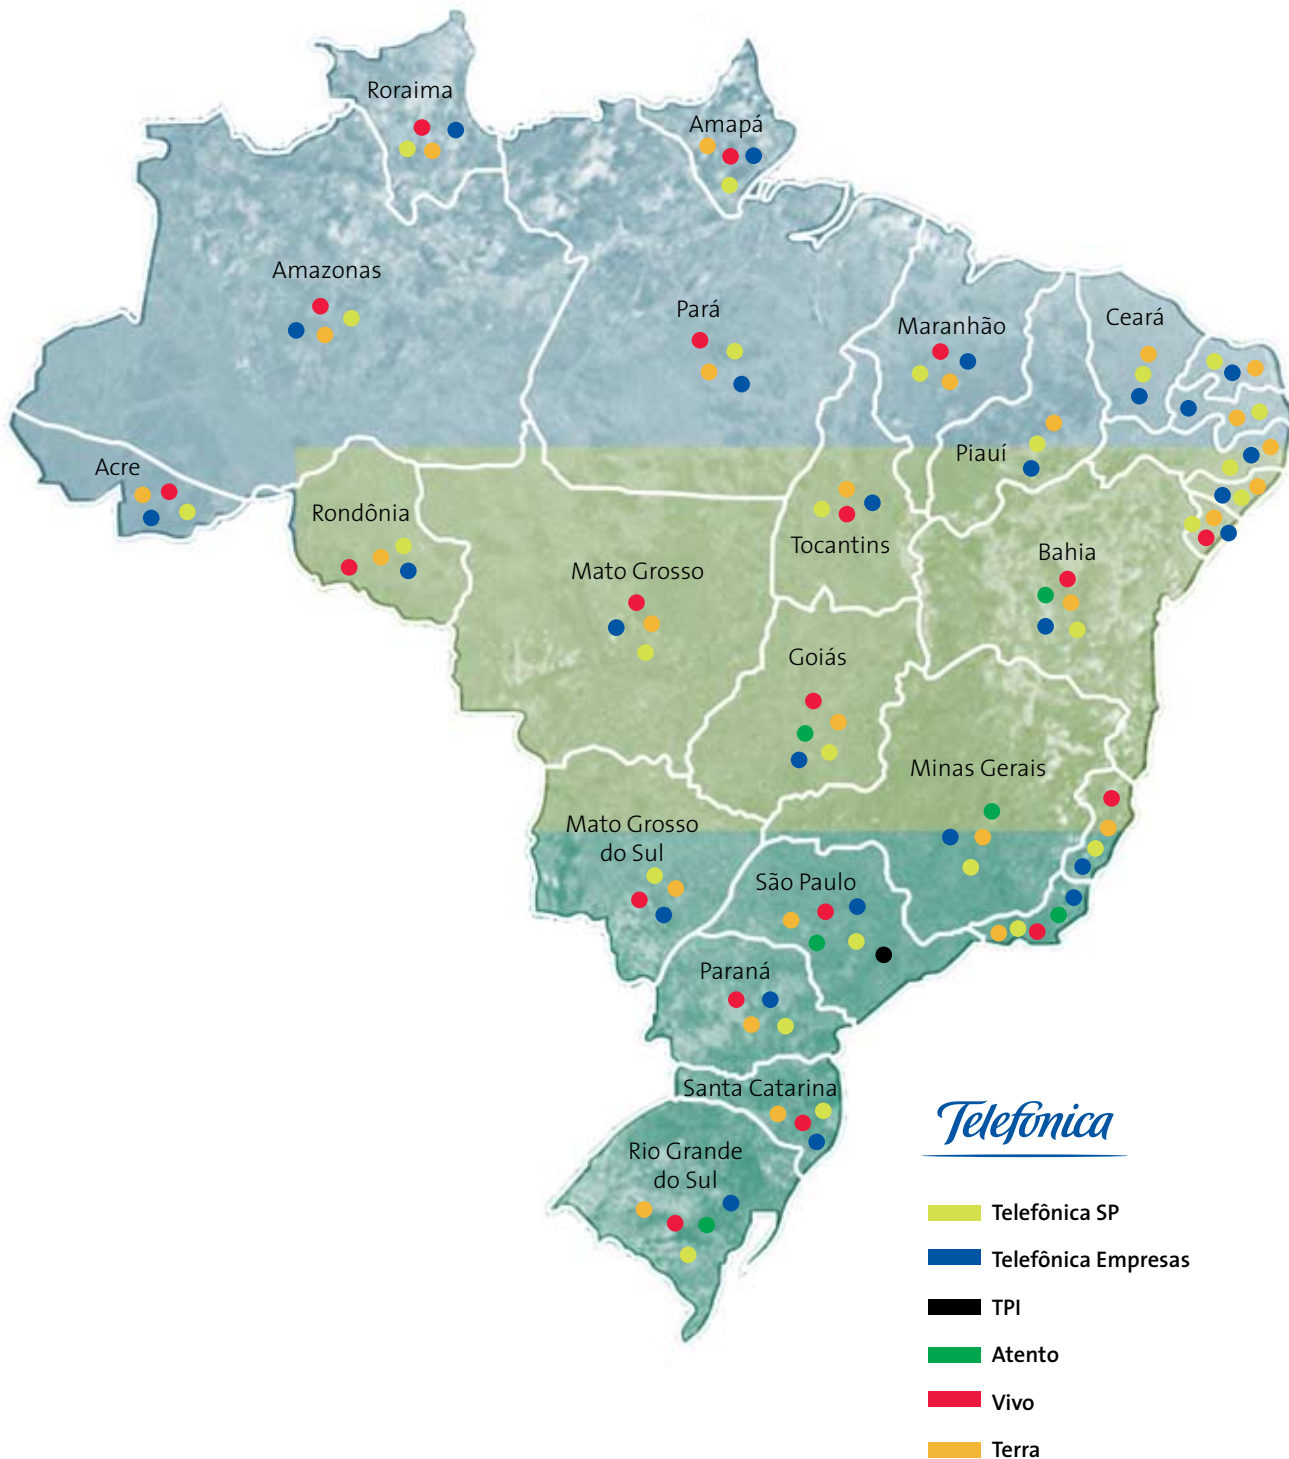 Roraima
Amapá
Amazonas
Pará
Maranhão
Ceará
Piauí
Acre
Rondônia
Tocantins
Bahia
Mato Grosso
Goiás
Minas Gerais
Mato Grosso
do Sul
São Paulo
Paraná
Santa Catarina
Rio Grande
do Sul
Telefonica
Telefônica SP
Telefônica Empresas
TPI
Atento
Vivo
Terra